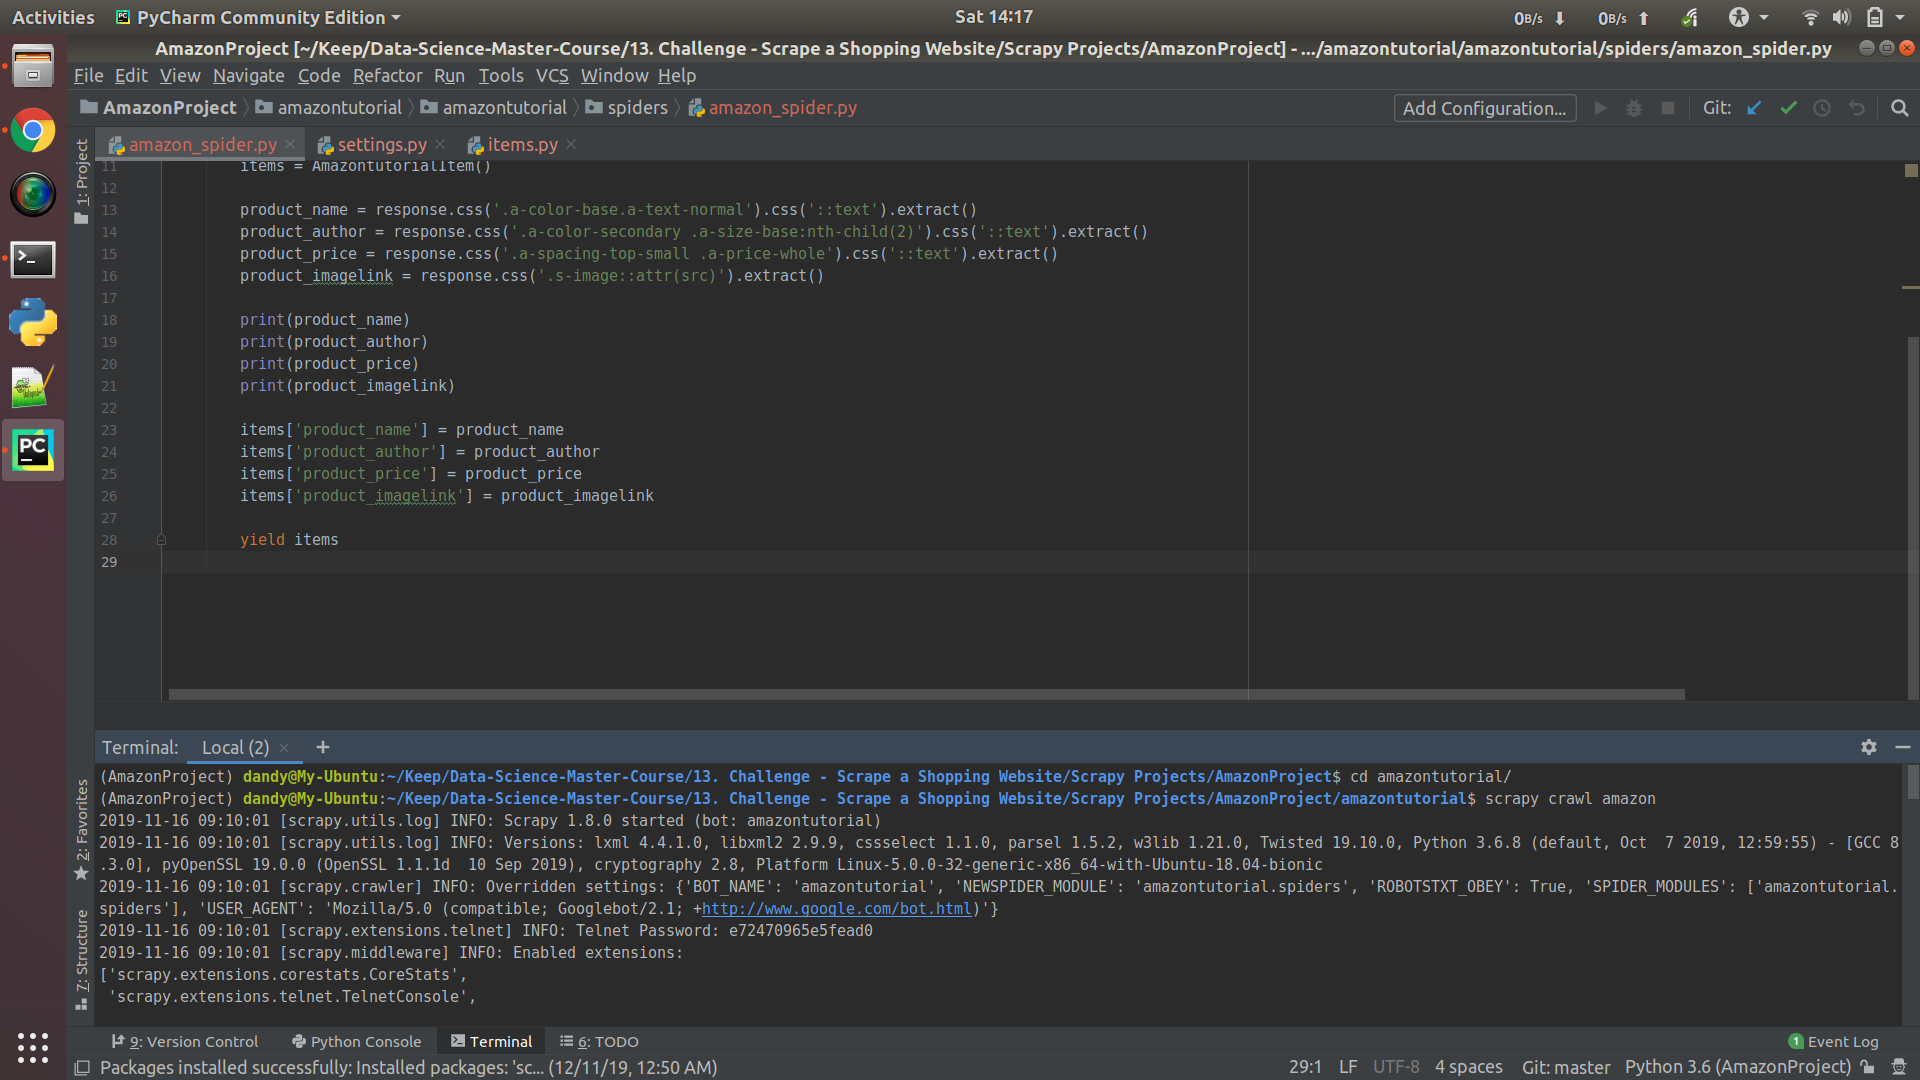 Activities PyCharm Community Edition Sat 14:17 0B/s 0B/s
AmazonProject [~/Keep/Data-Science-Master-Course/13. Challenge - Scrape a Shopping Website/Scrapy Projects/AmazonProject] - .../amazontutorial/amazontutorial/spiders/amazon_spider.py
File Edit View Navigate Code Refactor Run Tools VCS Window Help
AmazonProject amazontutorial amazontutorial spiders amazon_spider.py Add Configuration... Git:
amazon_spider.py settings.py items.py
1: Project
11 items = AmazontutorialItem()
12
13 product_name = response.css('.a-color-base.a-text-normal').css('::text').extract()
14 product_author = response.css('.a-color-secondary .a-size-base:nth-child(2)').css('::text').extract()
15 product_price = response.css('.a-spacing-top-small .a-price-whole').css('::text').extract()
16 product_imagelink = response.css('.s-image::attr(src)').extract()
17
18 print(product_name)
19 print(product_author)
20 print(product_price)
21 print(product_imagelink)
22
23 items['product_name'] = product_name
24 items['product_author'] = product_author
25 items['product_price'] = product_price
26 items['product_imagelink'] = product_imagelink
27
28 yield items
29
Terminal: Local (2) +
2: Favorites
7: Structure
(AmazonProject) dandy@My-Ubuntu:~/Keep/Data-Science-Master-Course/13. Challenge - Scrape a Shopping Website/Scrapy Projects/AmazonProject$ cd amazontutorial/
(AmazonProject) dandy@My-Ubuntu:~/Keep/Data-Science-Master-Course/13. Challenge - Scrape a Shopping Website/Scrapy Projects/AmazonProject/amazontutorial$ scrapy crawl amazon
2019-11-16 09:10:01 [scrapy.utils.log] INFO: Scrapy 1.8.0 started (bot: amazontutorial)
2019-11-16 09:10:01 [scrapy.utils.log] INFO: Versions: lxml 4.4.1.0, libxml2 2.9.9, cssselect 1.1.0, parsel 1.5.2, w3lib 1.21.0, Twisted 19.10.0, Python 3.6.8 (default, Oct  7 2019, 12:59:55) - [GCC 8
.3.0], pyOpenSSL 19.0.0 (OpenSSL 1.1.1d  10 Sep 2019), cryptography 2.8, Platform Linux-5.0.0-32-generic-x86_64-with-Ubuntu-18.04-bionic
2019-11-16 09:10:01 [scrapy.crawler] INFO: Overridden settings: {'BOT_NAME': 'amazontutorial', 'NEWSPIDER_MODULE': 'amazontutorial.spiders', 'ROBOTSTXT_OBEY': True, 'SPIDER_MODULES': ['amazontutorial.
spiders'], 'USER_AGENT': 'Mozilla/5.0 (compatible; Googlebot/2.1; +http://www.google.com/bot.html)'}
2019-11-16 09:10:01 [scrapy.extensions.telnet] INFO: Telnet Password: e72470965e5fead0
2019-11-16 09:10:01 [scrapy.middleware] INFO: Enabled extensions:
['scrapy.extensions.corestats.CoreStats',
 'scrapy.extensions.telnet.TelnetConsole',
9: Version Control Python Console Terminal 6: TODO 1 Event Log
Packages installed successfully: Installed packages: 'sc... (12/11/19, 12:50 AM) 29:1 LF UTF-8 4 spaces Git: master Python 3.6 (AmazonProject)